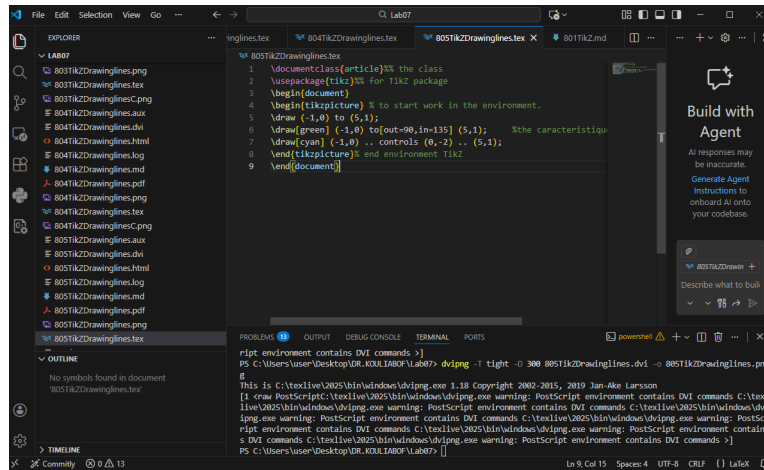 File Edit Selection View Go ··· Lab07
EXPLORER
LAB07
803TikZDrawinglines.png
803TikZDrawinglines.tex
803TikZDrawinglinesC.png
804TikZDrawinglines.aux
804TikZDrawinglines.dvi
804TikZDrawinglines.html
804TikZDrawinglines.log
804TikZDrawinglines.md
804TikZDrawinglines.pdf
804TikZDrawinglines.png
804TikZDrawinglines.tex
804TikZDrawinglinesC.png
805TikZDrawinglines.aux
805TikZDrawinglines.dvi
805TikZDrawinglines.html
805TikZDrawinglines.log
805TikZDrawinglines.md
805TikZDrawinglines.pdf
805TikZDrawinglines.png
805TikZDrawinglines.tex
OUTLINE
No symbols found in document
'805TikZDrawinglines.tex'
TIMELINE
inglines.tex 804TikZDrawinglines.tex 805TikZDrawinglines.tex 801TikZ.md
805TikZDrawinglines.tex
1 \documentclass{article}%% the class
2 \usepackage{tikz}%% for TikZ package
3 \begin{document}
4 \begin{tikzpicture} % to start work in the environment.
5 \draw (-1,0) to (5,1);
6 \draw[green] (-1,0) to[out=90,in=135] (5,1); %the caracteristiqu
7 \draw[cyan] (-1,0) .. controls (0,-2) .. (5,1);
8 \end{tikzpicture}% end environment TikZ
9 \end{document}
PROBLEMS 13 OUTPUT DEBUG CONSOLE TERMINAL PORTS powershell
ript environment contains DVI commands >]
PS C:\Users\user\Desktop\DR.KOULIABOF\Lab07> dvipng -T tight -D 300 805TikZDrawinglines.dvi -o 805TikZDrawinglines.pn
g
This is C:\texlive\2025\bin\windows\dvipng.exe 1.18 Copyright 2002-2015, 2019 Jan-Ake Larsson
[1 <raw PostScriptC:\texlive\2025\bin\windows\dvipng.exe warning: PostScript environment contains DVI commands C:\tex
live\2025\bin\windows\dvipng.exe warning: PostScript environment contains DVI commands C:\texlive\2025\bin\windows\dv
ipng.exe warning: PostScript environment contains DVI commands C:\texlive\2025\bin\windows\dvipng.exe warning: PostSc
ript environment contains DVI commands C:\texlive\2025\bin\windows\dvipng.exe warning: PostScript environment contain
s DVI commands C:\texlive\2025\bin\windows\dvipng.exe warning: PostScript environment contains DVI commands >]
PS C:\Users\user\Desktop\DR.KOULIABOF\Lab07>
Build with
Agent
AI responses may
be inaccurate.
Generate Agent
Instructions to
onboard AI onto
your codebase.
805TikZDrawin
Describe what to buil
Commitly 0 13 Ln 9, Col 15 Spaces: 4 UTF-8 CRLF {} LaTeX